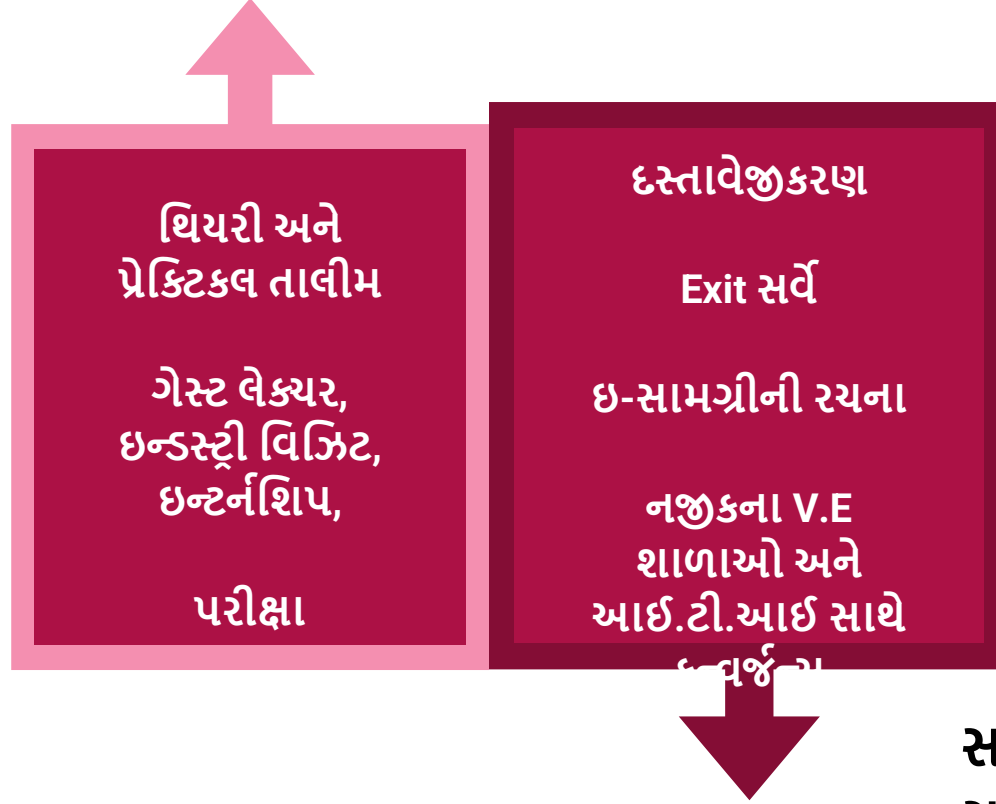 થિયરી અને
પ્રેક્ટિકલ તાલીમ
ગેસ્ટ લેક્ચર,
ઇન્ડસ્ટ્રી વિઝિટ,
ઇન્ટર્નશિપ,
પરીક્ષા
દસ્તાવેજીકરણ
Exit સર્વે
ઇ-સામગ્રીની રચના
નજીકના V.E
શાળાઓ અને
આઈ.ટી.આઈ સાથે